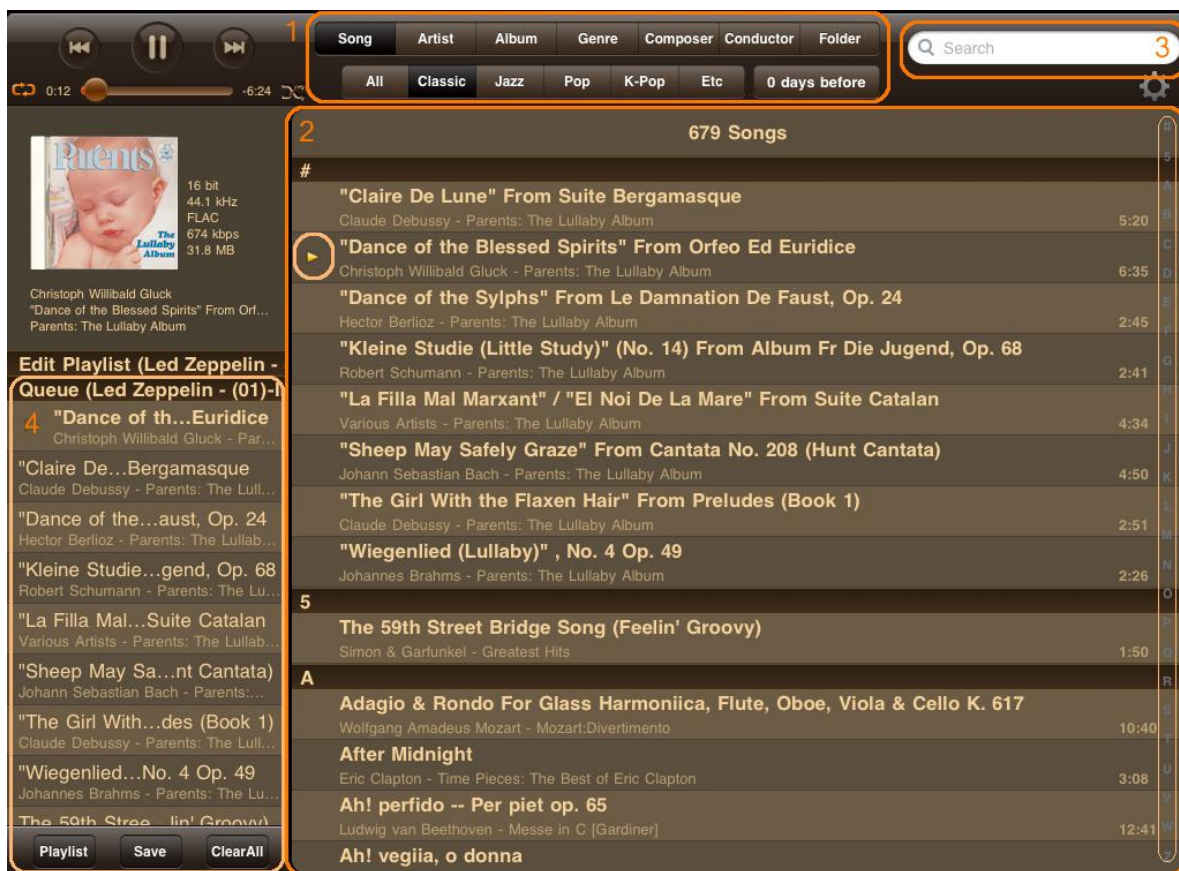 1
Song Artist Album Genre Composer Conductor Folder
All Classic Jazz Pop K-Pop Etc 0 days before
Search
3
0:12 -6:24
Parents
The
Lullaby
Album
16 bit
44.1 kHz
FLAC
674 kbps
31.8 MB
Christoph Willibald Gluck
"Dance of the Blessed Spirits" From Orf...
Parents: The Lullaby Album
Edit Playlist (Led Zeppelin -
Queue (Led Zeppelin - (01)-
4
"Dance of th...Euridice
Christoph Willibald Gluck - Par...
"Claire De...Bergamasque
Claude Debussy - Parents: The Lull...
"Dance of the...aust, Op. 24
Hector Berlioz - Parents: The Lullab...
"Kleine Studie...gend, Op. 68
Robert Schumann - Parents: The Lu...
"La Filla Mal...Suite Catalan
Various Artists - Parents: The Lullab...
"Sheep May Sa...nt Cantata)
Johann Sebastian Bach - Parents:...
"The Girl With...des (Book 1)
Claude Debussy - Parents: The Lull...
"Wiegenlied...No. 4 Op. 49
Johannes Brahms - Parents: The Lu...
The 59th Stree...lin' Groovy)
Playlist Save ClearAll
2
679 Songs
#
"Claire De Lune" From Suite Bergamasque
Claude Debussy - Parents: The Lullaby Album 5:20
"Dance of the Blessed Spirits" From Orfeo Ed Euridice
Christoph Willibald Gluck - Parents: The Lullaby Album 6:35
"Dance of the Sylphs" From Le Damnation De Faust, Op. 24
Hector Berlioz - Parents: The Lullaby Album 2:45
"Kleine Studie (Little Study)" (No. 14) From Album Fr Die Jugend, Op. 68
Robert Schumann - Parents: The Lullaby Album 2:41
"La Filla Mal Marxant" / "El Noi De La Mare" From Suite Catalan
Various Artists - Parents: The Lullaby Album 4:34
"Sheep May Safely Graze" From Cantata No. 208 (Hunt Cantata)
Johann Sebastian Bach - Parents: The Lullaby Album 4:50
"The Girl With the Flaxen Hair" From Preludes (Book 1)
Claude Debussy - Parents: The Lullaby Album 2:51
"Wiegenlied (Lullaby)" , No. 4 Op. 49
Johannes Brahms - Parents: The Lullaby Album 2:26
5
The 59th Street Bridge Song (Feelin' Groovy)
Simon & Garfunkel - Greatest Hits 1:50
A
Adagio & Rondo For Glass Harmoniica, Flute, Oboe, Viola & Cello K. 617
Wolfgang Amadeus Mozart - Mozart:Divertimento 10:40
After Midnight
Eric Clapton - Time Pieces: The Best of Eric Clapton 3:08
Ah! perfido -- Per piet op. 65
Ludwig van Beethoven - Messe in C [Gardiner] 12:41
Ah! vegiia, o donna
#
5
A
B
C
D
E
F
G
H
I
J
K
L
M
N
O
P
Q
R
S
T
U
V
W
Z